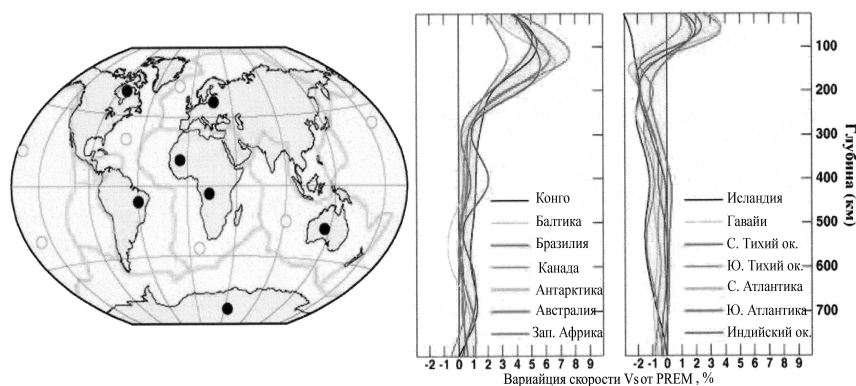 Конго
Балтика
Бразилия
Канада
Антарктика
Австралия
Зап. Африка
-2 -1 0 1 2 3 4 5 6 7 8 9
Исландия
Гавайи
С. Тихий ок.
Ю. Тихий ок.
С. Атлантика
Ю. Атлантика
Индийский ок.
-2 -1 0 1 2 3 4 5 6 7 8 9
100
200
300
400
500
600
700
Глубина (км)
Вариайция скорости Vs от PREM , %